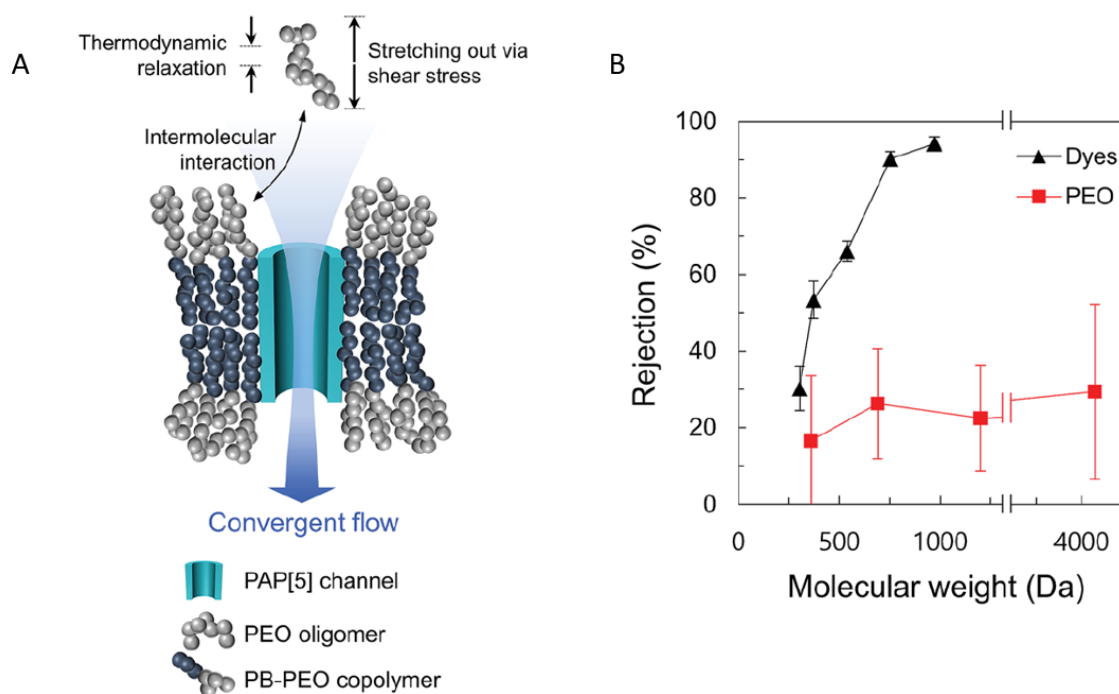 A
Thermodynamic
relaxation
Stretching out via
shear stress
Intermolecular
interaction
Convergent flow
PAP[5] channel
PEO oligomer
PB-PEO copolymer
B
100
80
60
40
20
0
Rejection (%)
Dyes
PEO
0 500 1000 4000
Molecular weight (Da)